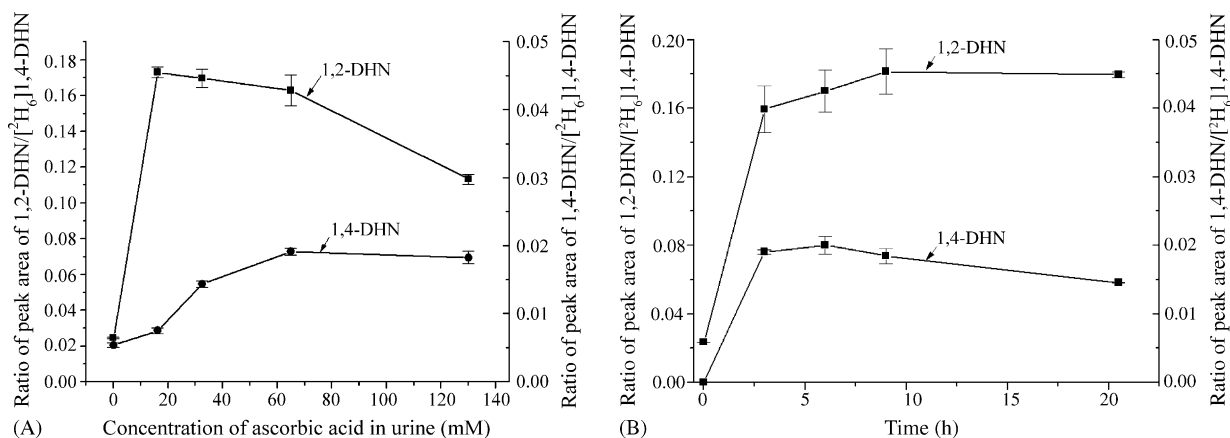 Ratio of peak area of 1,2-DHN/[²H₆]1,4-DHN
0.18
0.16
0.14
0.12
0.10
0.08
0.06
0.04
0.02
0.00
1,2-DHN
1,4-DHN
0.05
0.04
0.03
0.02
0.01
0.00
Ratio of peak area of 1,4-DHN/[²H₆]1,4-DHN
0 20 40 60 80 100 120 140
(A) Concentration of ascorbic acid in urine (mM)
Ratio of peak area of 1,2-DHN/[²H₆]1,4-DHN
0.20
0.16
0.12
0.08
0.04
0.00
1,2-DHN
1,4-DHN
0.05
0.04
0.03
0.02
0.01
0.00
Ratio of peak area of 1,4-DHN/[²H₆]1,4-DHN
0 5 10 15 20
(B) Time (h)